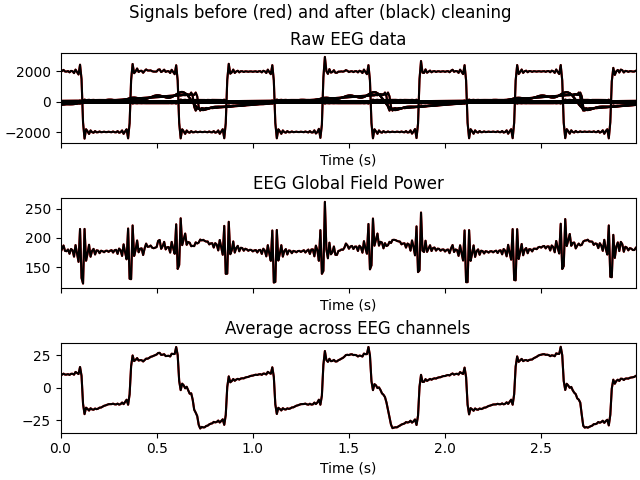 Signals before (red) and after (black) cleaning
Raw EEG data
2000
0
−2000
Time (s)
EEG Global Field Power
250
200
150
Time (s)
Average across EEG channels
25
0
−25
0.0 0.5 1.0 1.5 2.0 2.5
Time (s)